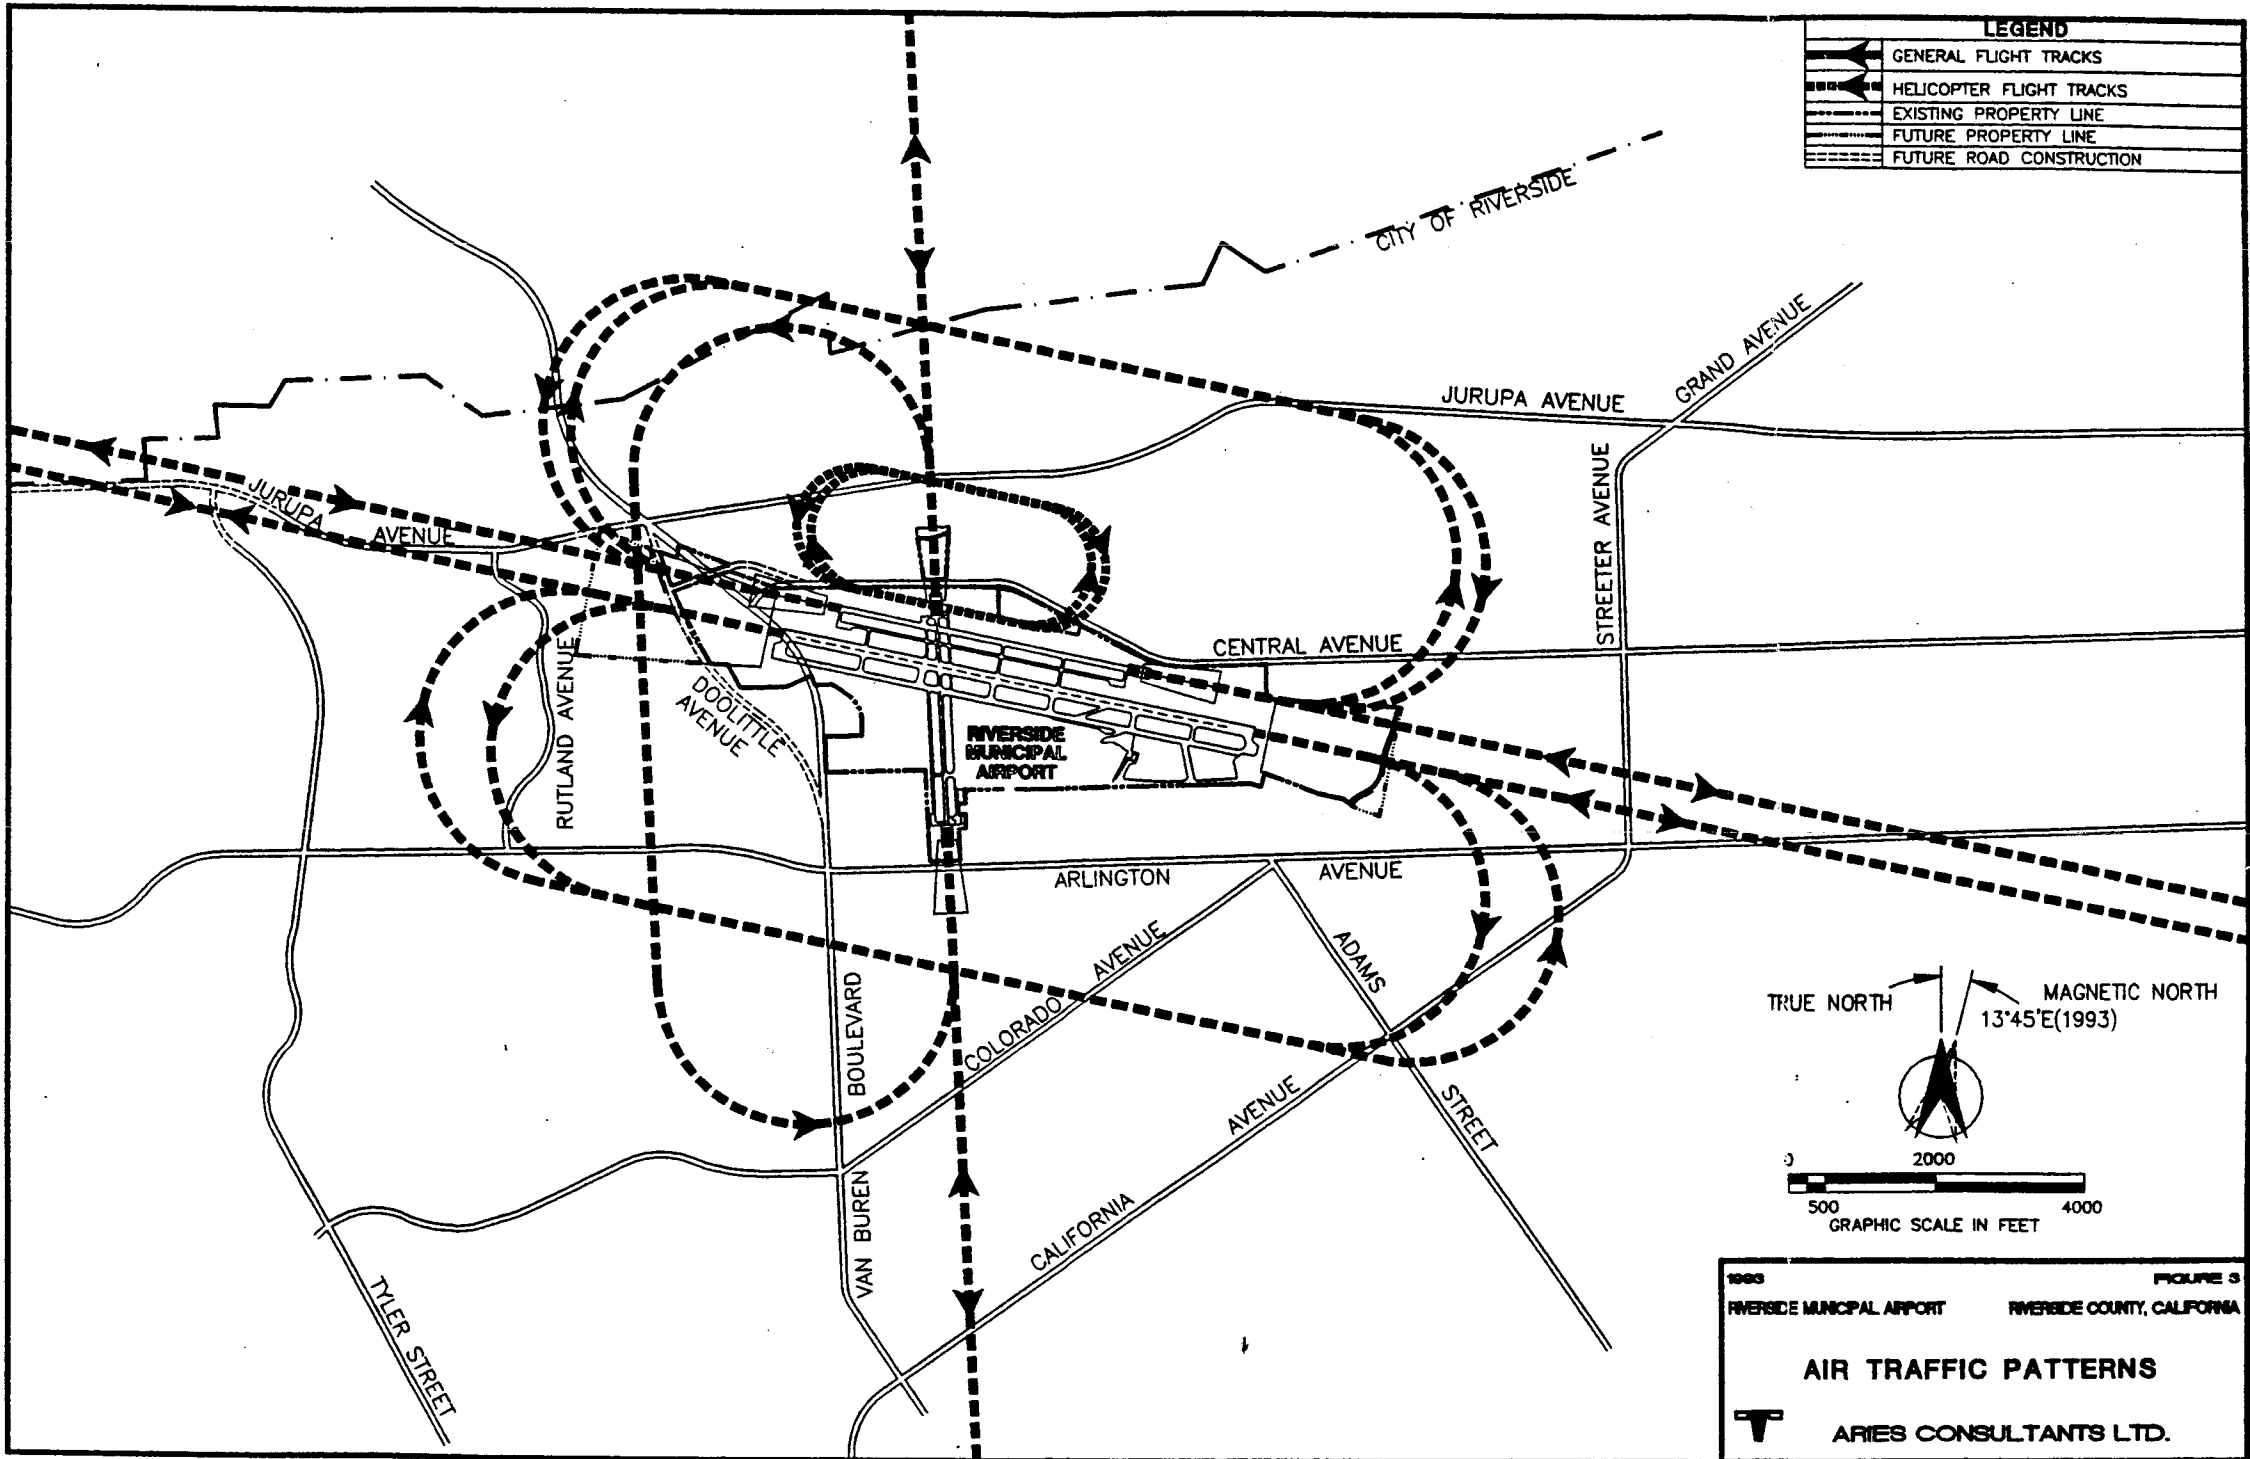 LEGEND
GENERAL FLIGHT TRACKS
HELICOPTER FLIGHT TRACKS
EXISTING PROPERTY LINE
FUTURE PROPERTY LINE
FUTURE ROAD CONSTRUCTION
CITY OF RIVERSIDE
GRAND AVENUE
JURUPA AVENUE
STREETER AVENUE
JURUPA
AVENUE
CENTRAL AVENUE
RUTLAND AVENUE
DOOLITTLE
AVENUE
RIVERSIDE
MUNICIPAL
AIRPORT
ARLINGTON
AVENUE
COLORADO
AVENUE
ADAMS
STREET
CALIFORNIA
AVENUE
VAN BUREN
BOULEVARD
TYLER STREET
TRUE NORTH
MAGNETIC NORTH
13°45'E(1993)
0
2000
500
4000
GRAPHIC SCALE IN FEET
1993
FIGURE 3
RIVERSIDE MUNICIPAL AIRPORT
RIVERSIDE COUNTY, CALIFORNIA
AIR TRAFFIC PATTERNS
ARIES CONSULTANTS LTD.